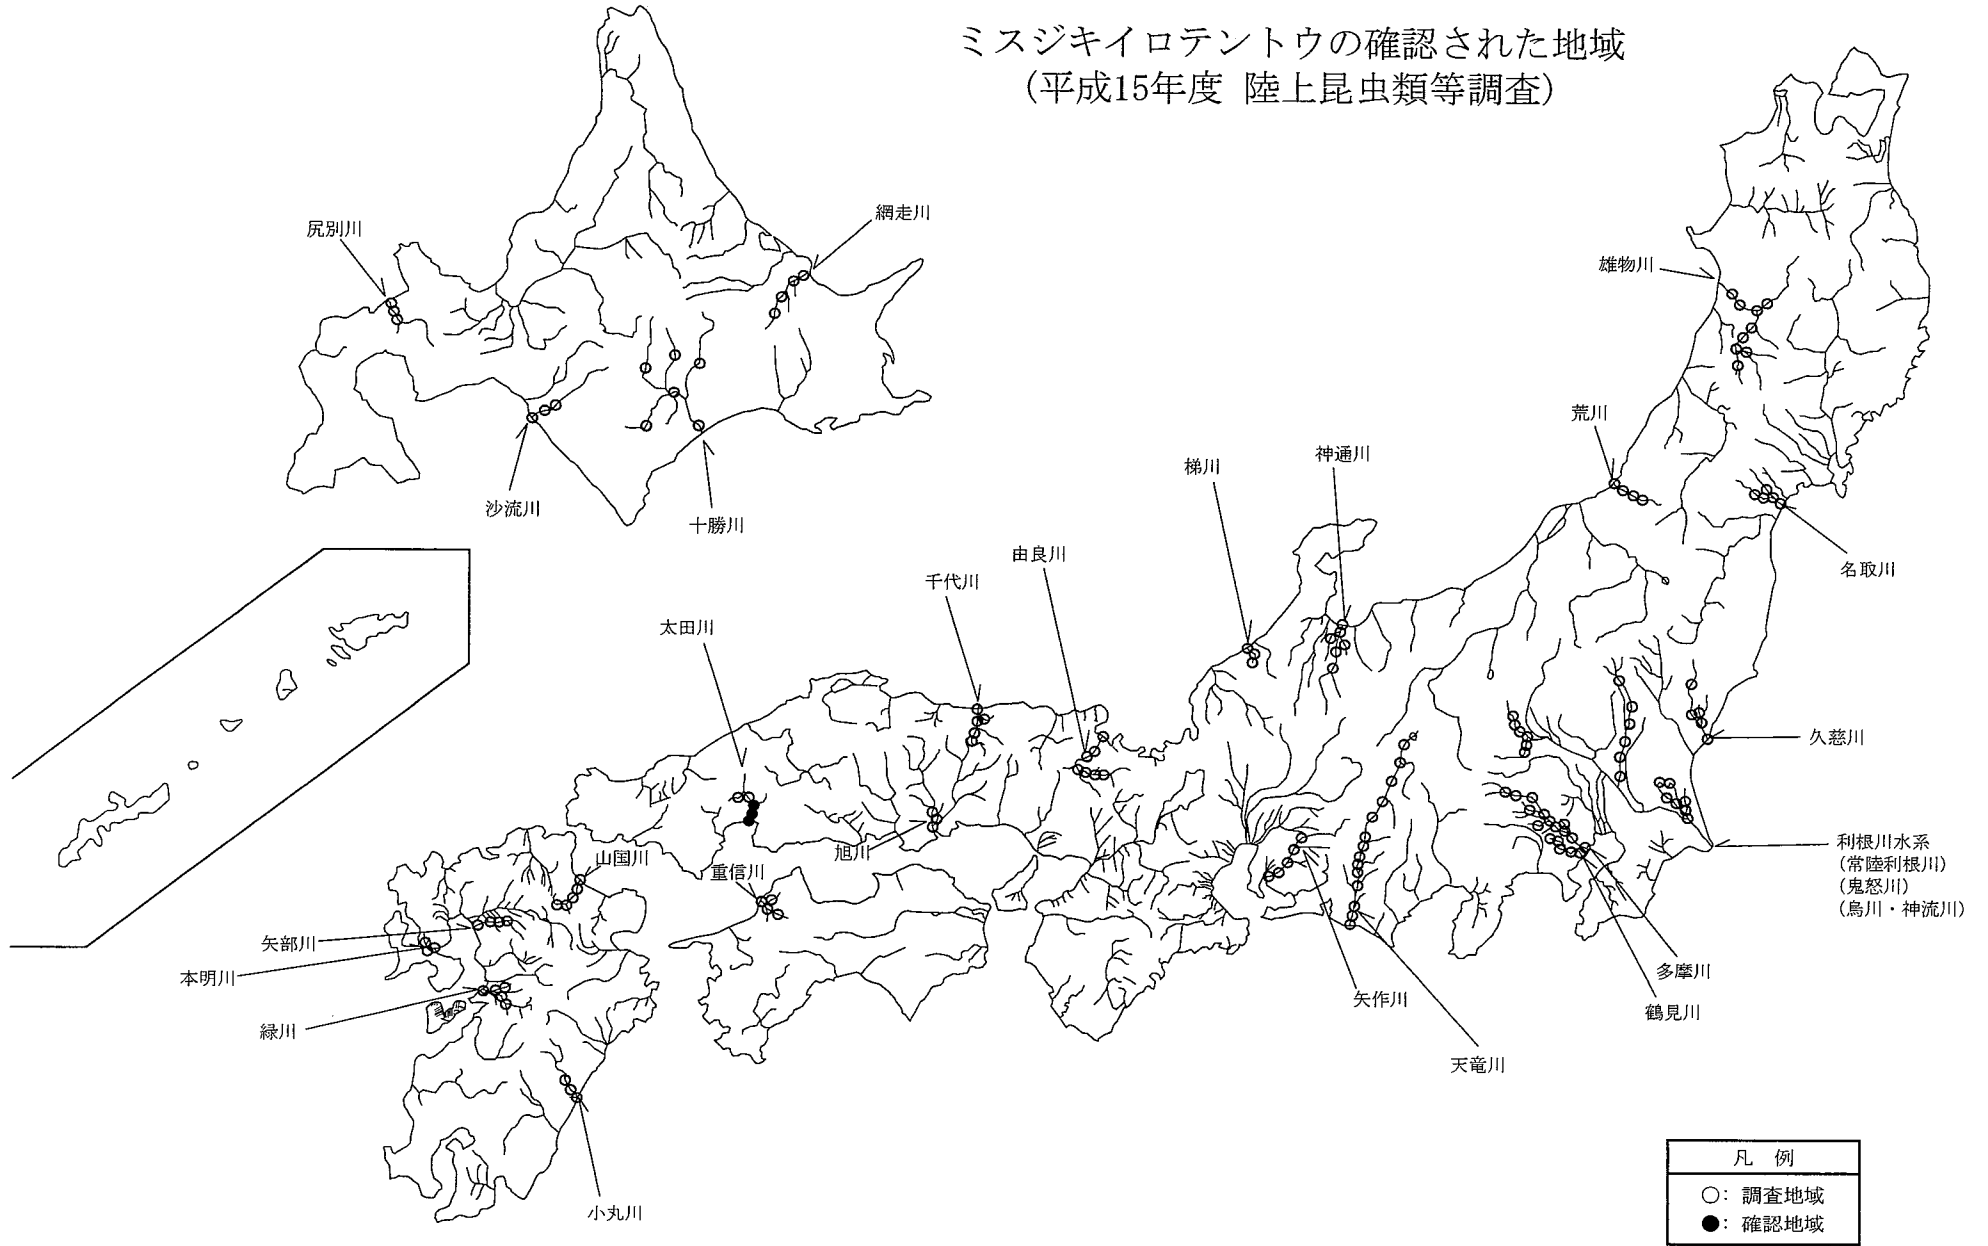 ミスジキイロテントウの確認された地域
(平成15年度 陸上昆虫類等調査)
尻別川
網走川
沙流川
十勝川
雄物川
荒川
名取川
梯川
神通川
由良川
千代川
太田川
久慈川
利根川水系
(常陸利根川)
(鬼怒川)
(烏川・神流川)
多摩川
鶴見川
矢作川
天竜川
旭川
重信川
山国川
矢部川
本明川
緑川
小丸川
凡 例
○: 調査地域
●: 確認地域